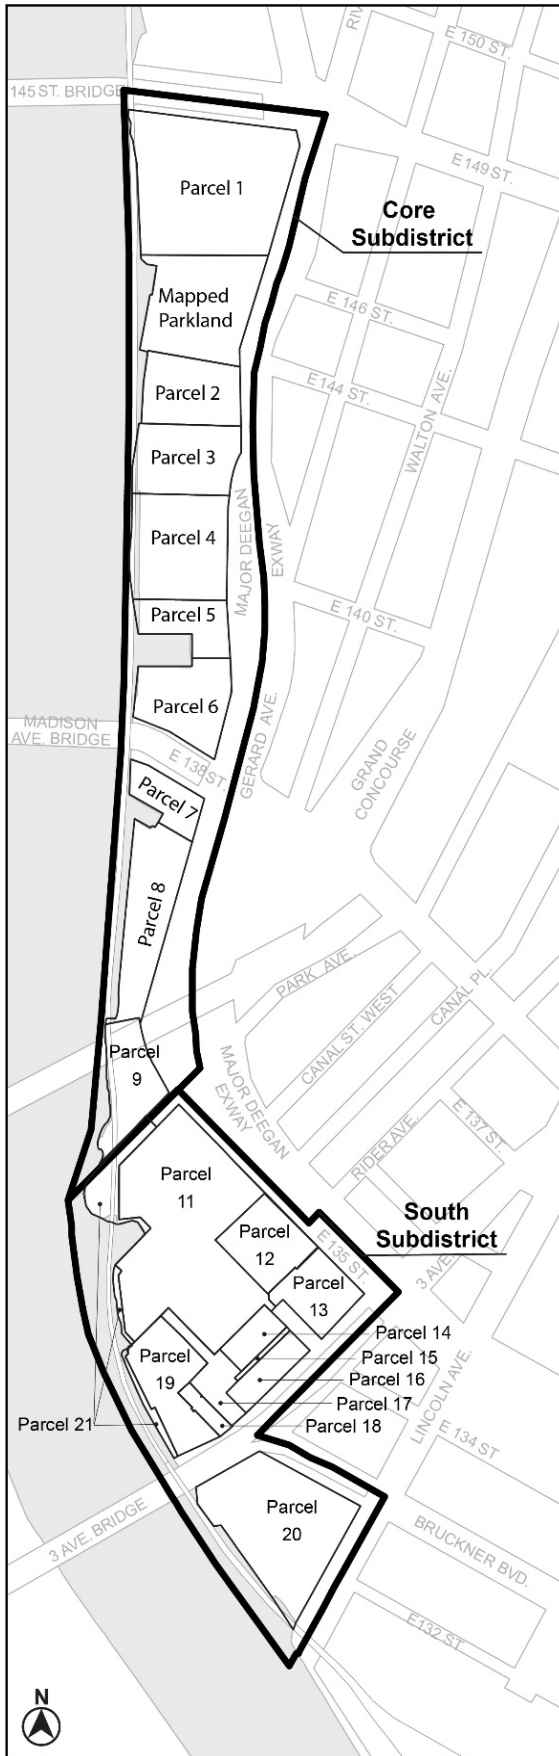 RIV
E 150 ST.
145 ST. BRIDGE
E 149 ST.
Parcel 1
Core
Subdistrict
Mapped
Parkland
E 146 ST.
E 144 ST.
WALTON AVE.
Parcel 2
Parcel 3
MAJOR DEEGAN
EXWAY
Parcel 4
Parcel 5
E 140 ST.
Parcel 6
MADISON
AVE. BRIDGE
E 138 ST.
GERARD AVE.
GRAND
CONCOURSE
Parcel 7
Parcel 8
PARK AVE.
CANAL ST. WEST
CANAL PL.
Parcel
9
MAJOR DEEGAN
EXWAY
RIDER AVE.
E 137 ST.
Parcel
11
South
Subdistrict
Parcel
12
E 135 ST.
3 AVE.
Parcel
13
Parcel 14
Parcel 15
Parcel 16
Parcel 17
Parcel 18
Parcel
19
Parcel 21
LINCOLN AVE.
E 134 ST
3 AVE. BRIDGE
Parcel
20
BRUCKNER BVD.
E132 ST
N